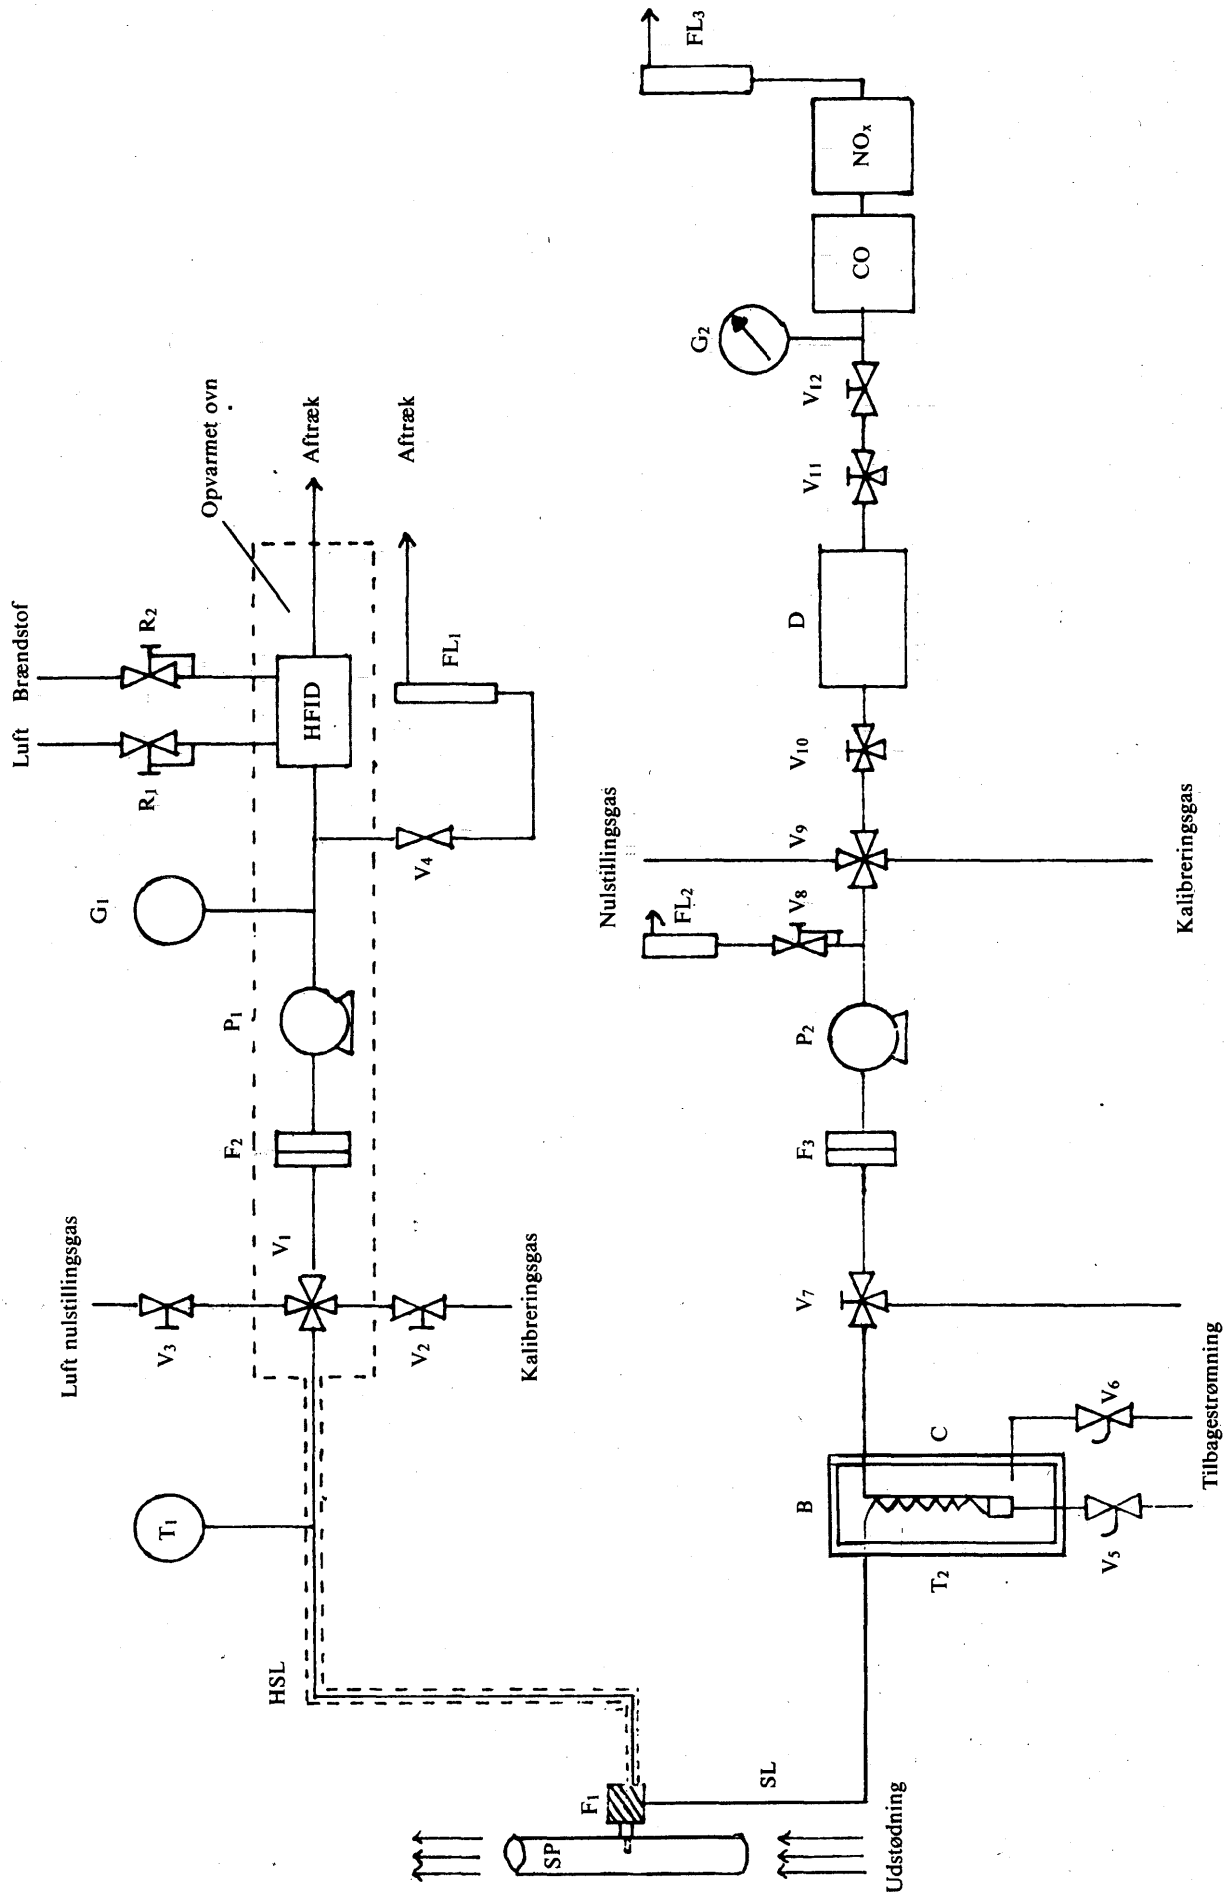 Luft nulstillingsgas
V3
V1
V2
Kalibreringsgas
T1
HSL
F2
P1
G1
V4
FL1
Luft
Brændstof
R1
R2
HFID
Opvarmet ovn
Aftræk
Aftræk
F1
SP
SL
Udstødning
B
C
T2
V5
V6
Tilbagestrømning
V7
F3
P2
FL2
V8
Nulstillingsgas
V9
Kalibreringsgas
V10
D
V11
V12
G2
CO
NOx
FL3